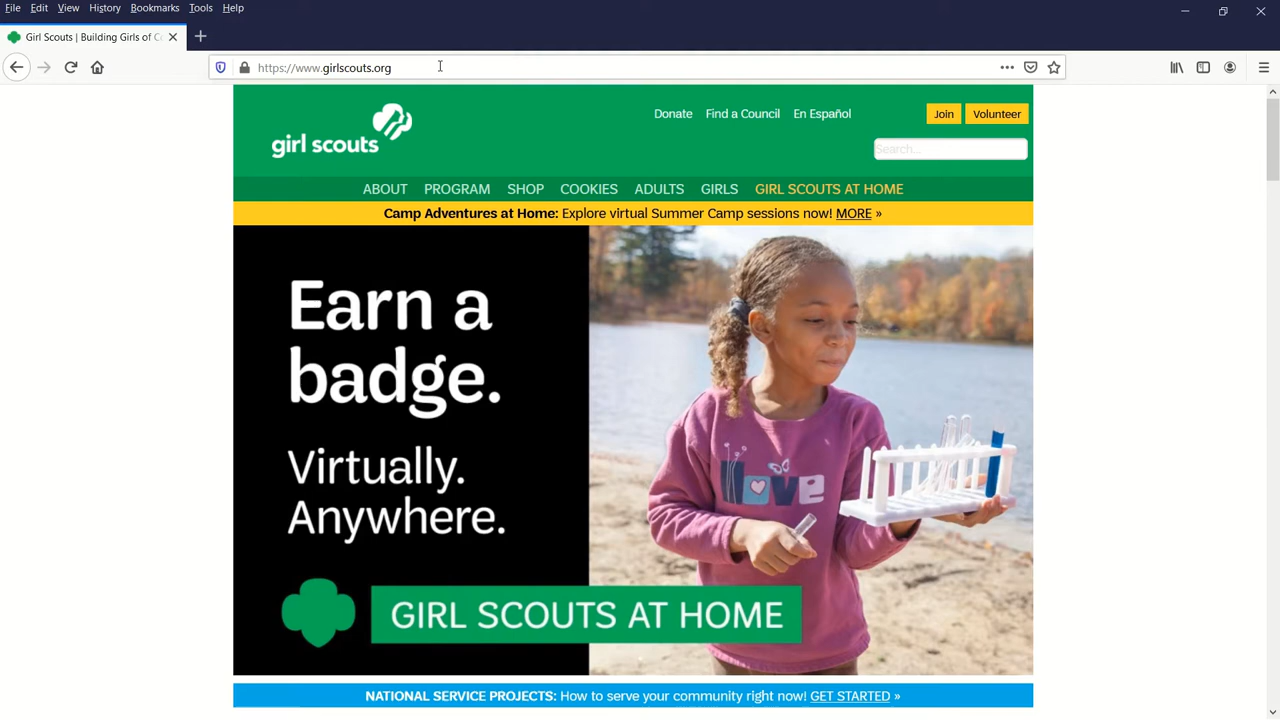 File Edit View History Bookmarks Tools Help
Girl Scouts | Building Girls of C
https://www.girlscouts.org
girl scouts
Donate Find a Council En Español Join Volunteer
Search...
ABOUT PROGRAM SHOP COOKIES ADULTS GIRLS GIRL SCOUTS AT HOME
Camp Adventures at Home: Explore virtual Summer Camp sessions now! MORE »
Earn a
badge.
Virtually.
Anywhere.
love
GIRL SCOUTS AT HOME
NATIONAL SERVICE PROJECTS: How to serve your community right now! GET STARTED »